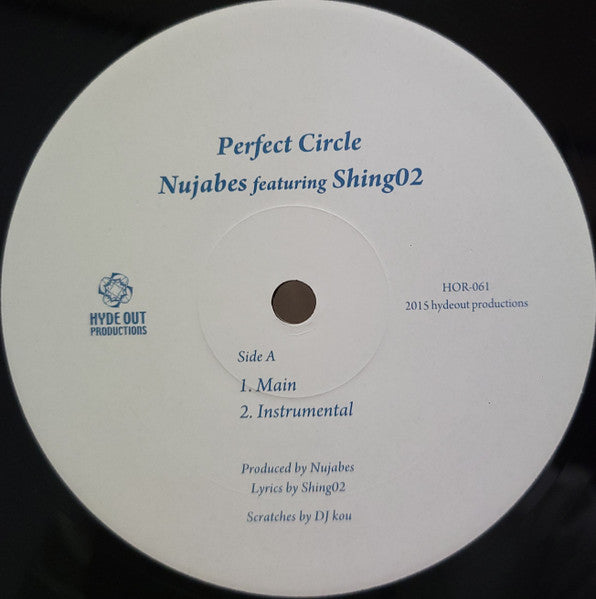 Perfect Circle
Nujabes featuring Shing02
HYDE OUT
PRODUCTIONS
HOR-061
2015 hydeout productions
Side A
1. Main
2. Instrumental
Produced by Nujabes
Lyrics by Shing02
Scratches by DJ kou